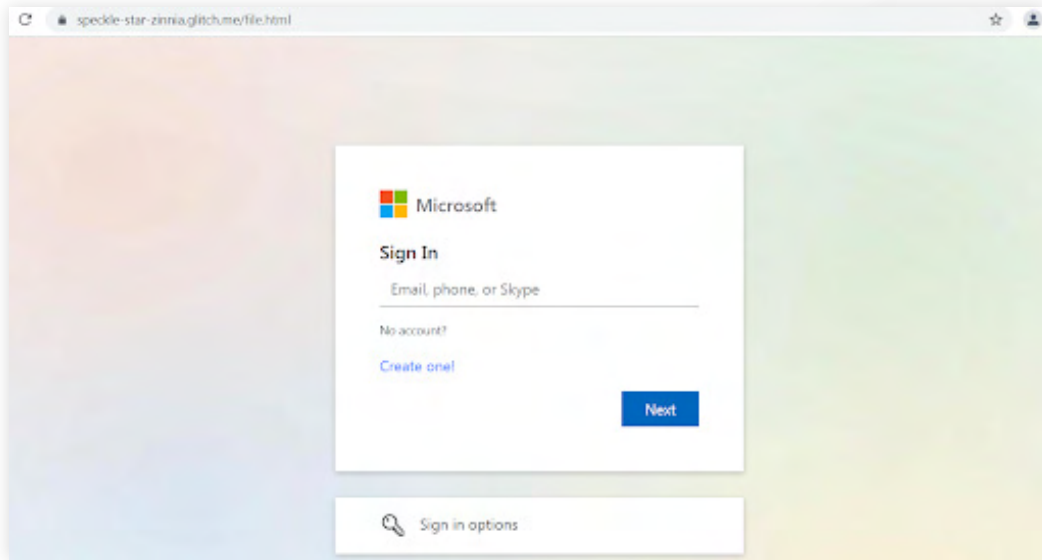 speckle-star-zinnia.glitch.me/file.html
Microsoft
Sign In
Email, phone, or Skype
No account?
Create one!
Next
Sign in options